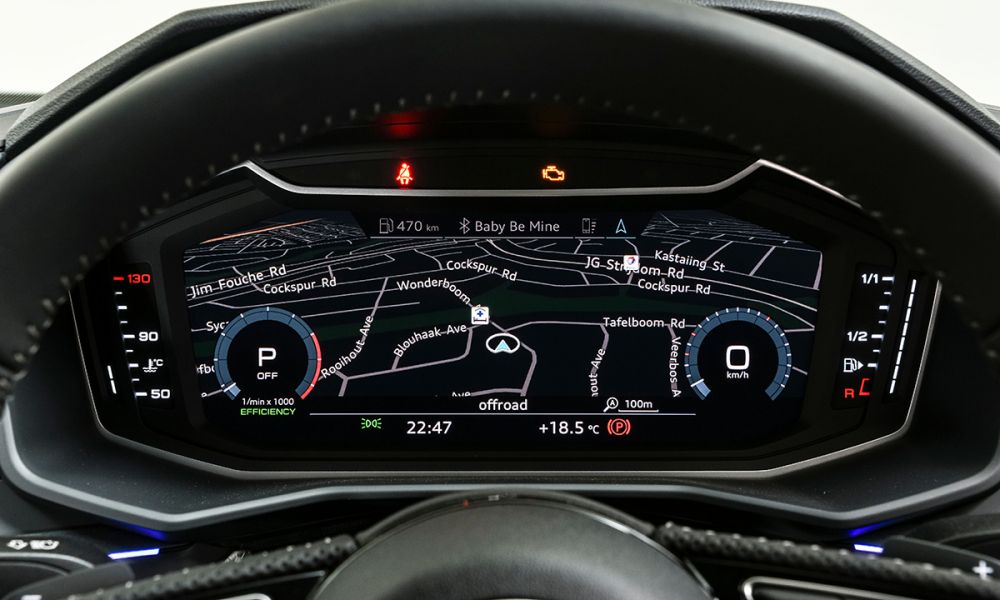 470 km
Baby Be Mine
Kastaiing St
JG Strydom Rd
Cockspur Rd
Jim Fouche Rd
Cockspur Rd
Cockspur Rd
Wonderboom
130
1/1
Tafelboom Rd
Rooihout Ave
Blouhaak Ave
90
°C
50
1/2
R
P
OFF
0
km/h
1/min x 1000
EFFICIENCY
offroad
A 100m
22:47
+18.5 °C
P